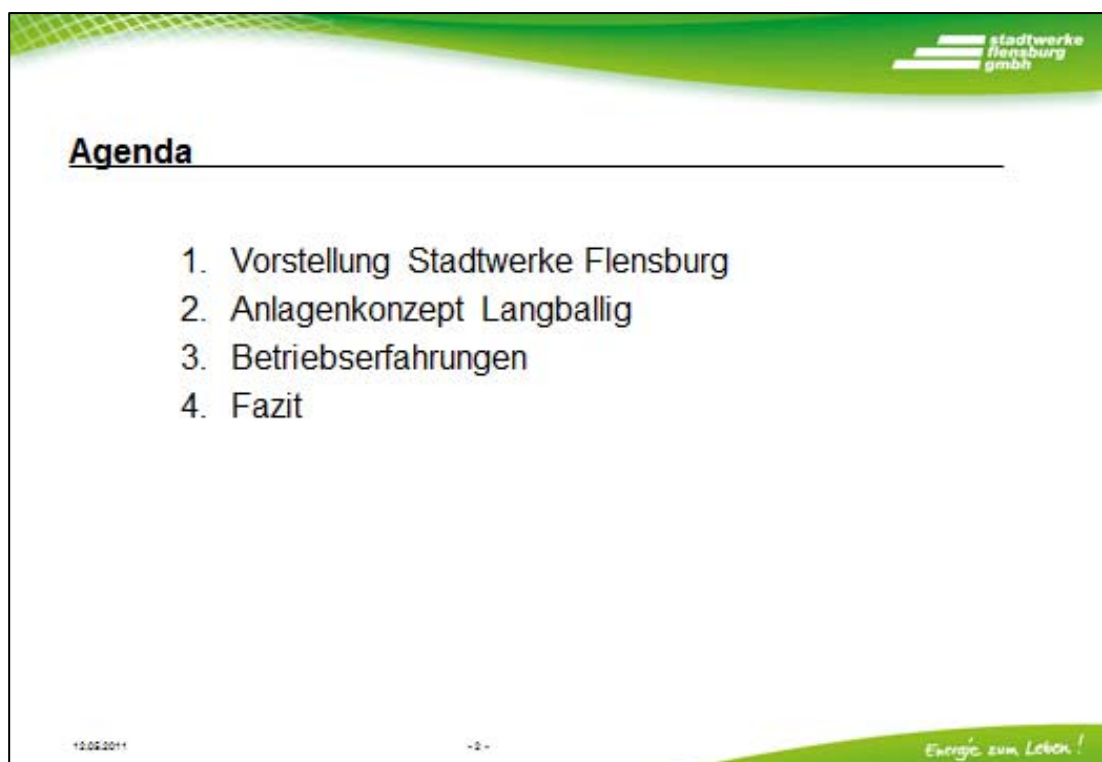 stadtwerke
flensburg
gmbh
Agenda
1. Vorstellung Stadtwerke Flensburg
2. Anlagenkonzept Langballig
3. Betriebserfahrungen
4. Fazit
12.05.2011
- 2 -
Energie zum Leben!